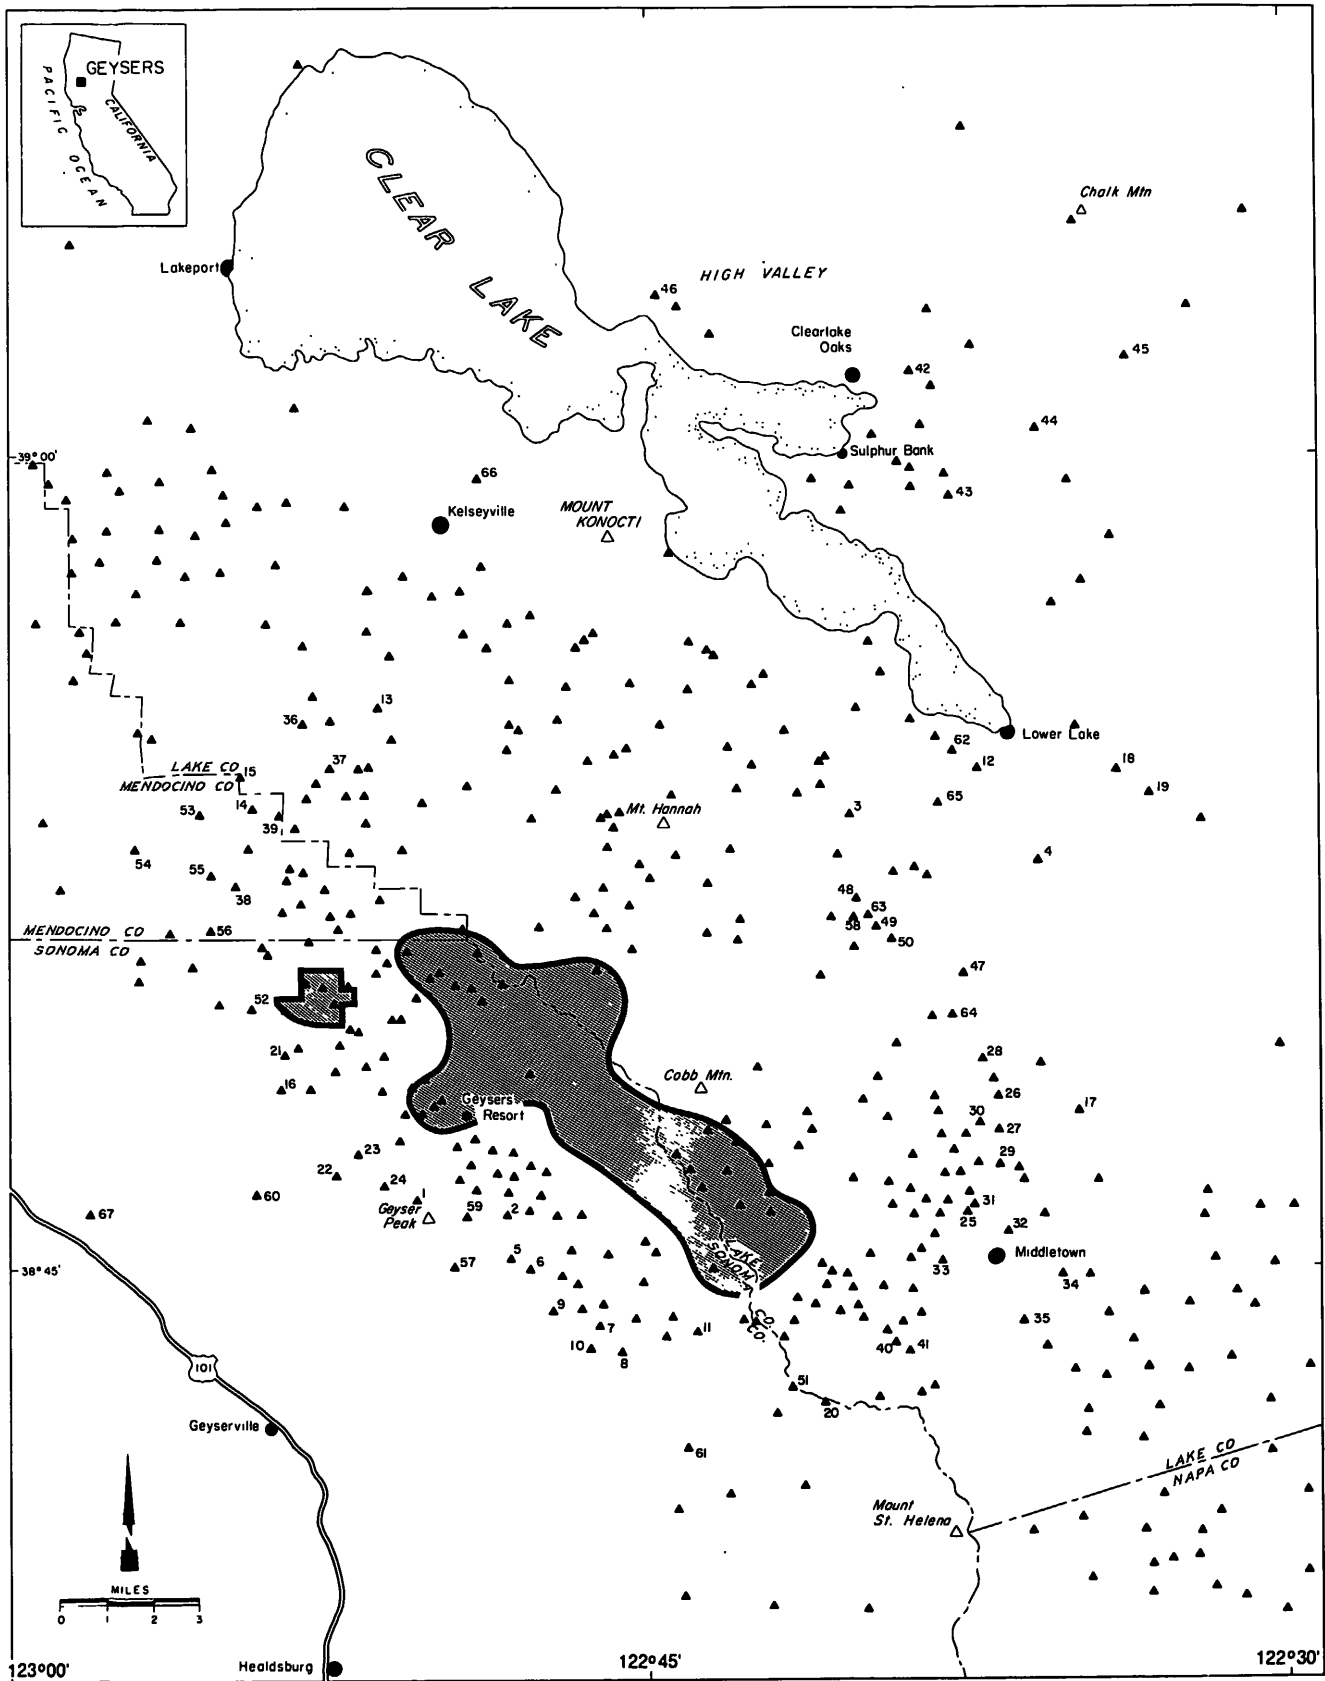 GEYSERS
PACIFIC OCEAN
CALIFORNIA
CLEAR LAKE
Chalk Mtn
Lakeport
HIGH VALLEY
46
Clearlake
Oaks
45
42
44
39°00'
Sulphur Bank
66
43
MOUNT
KONOCTI
Kelseyville
13
36
62
Lower Lake
37
12
18
LAKE CO
15
MENDOCINO CO
19
14
65
53
Mt. Hannah
3
39
54
4
55
38
48
63
58
49
MENDOCINO CO
56
50
SONOMA CO
47
52
64
21
28
Cobb Mtn.
16
26
17
Geysers
Resort
30
27
23
29
22
24
60
1
31
59
2
25
67
Geyser
Peak
32
LAKE CO.
SONOMA CO.
5
Middletown
38°45'
57
6
33
34
9
7
11
35
10
8
40
41
101
51
20
Geyserville
61
LAKE CO
NAPA CO
Mount
St. Helena
MILES
0 1 2 3
Healdsburg
123°00'
122°45'
122°30'